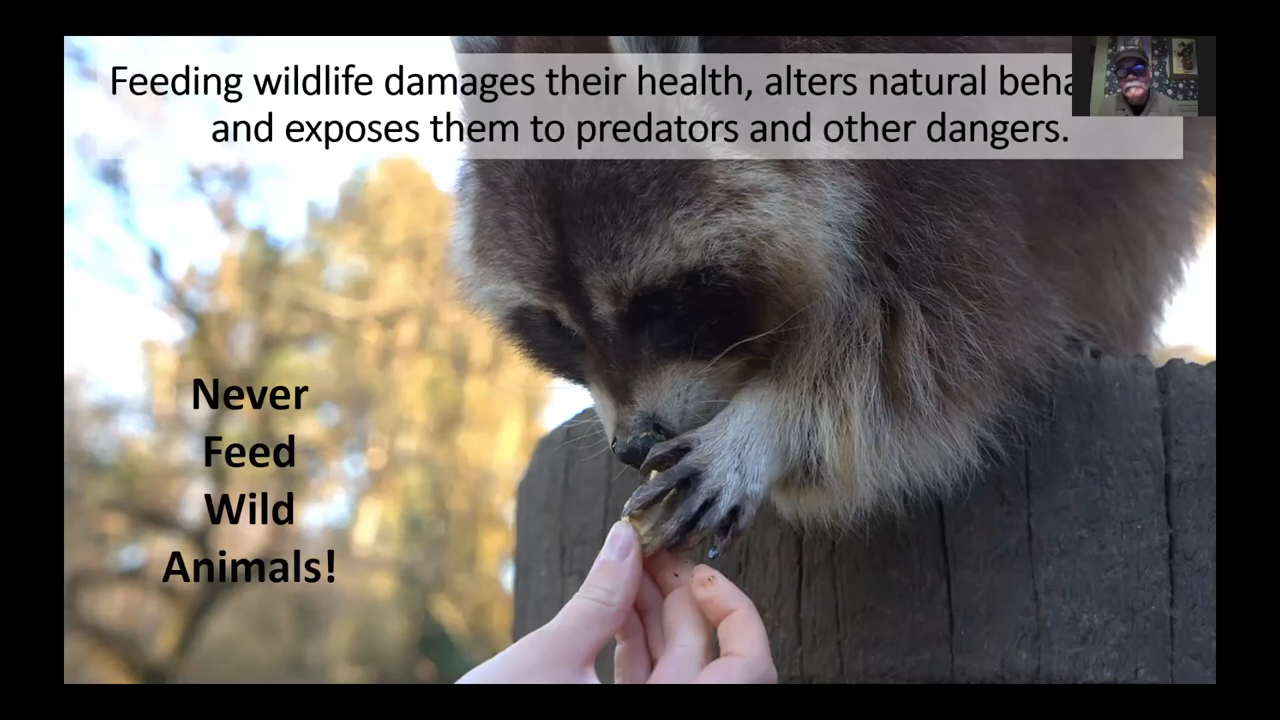 Feeding wildlife damages their health, alters natural
and exposes them to predators and other dangers.
Never
Feed
Wild
Animals!